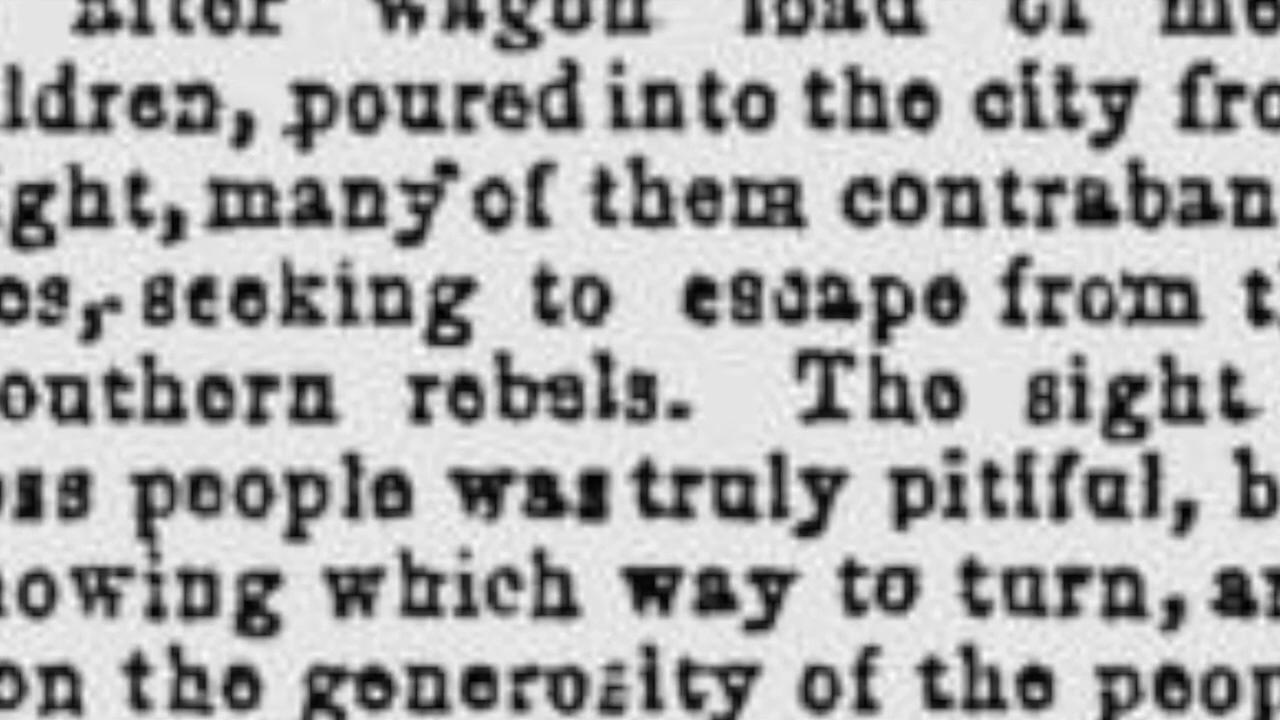 after wagon load of me
ldren, poured into the city fro
ght, many of them contraban
es, seeking to escape from t
outhern rebels. The sight
ess people was truly pitiful, b
nowing which way to turn, an
on the generosity of the peop